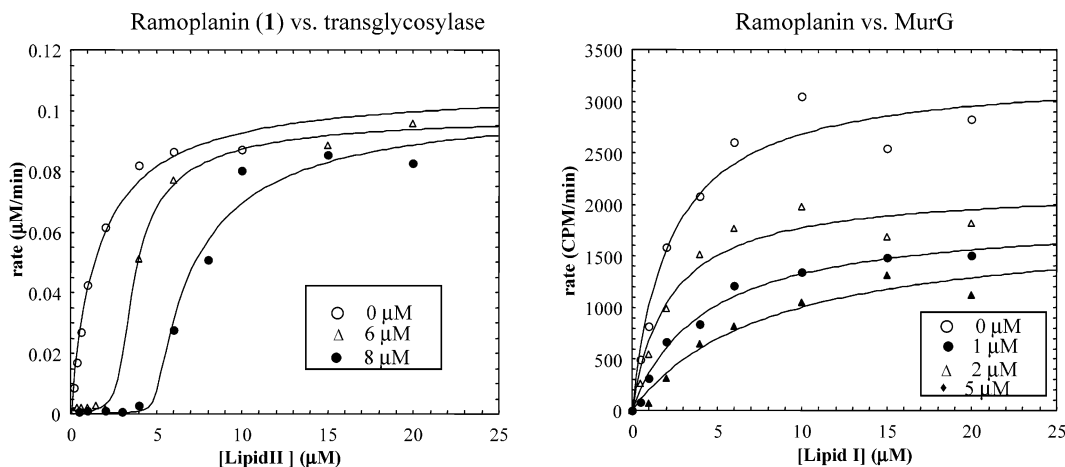 Ramoplanin (1) vs. transglycosylase
0.12
0.1
0.08
0.06
0.04
0.02
0
rate (μM/min)
0 μM
6 μM
8 μM
0
5
10
15
20
25
[LipidII ] (μM)
Ramoplanin vs. MurG
3500
3000
2500
2000
1500
1000
500
0
rate (CPM/min)
0 μM
1 μM
2 μM
5 μM
0
5
10
15
20
25
[Lipid I] (μM)